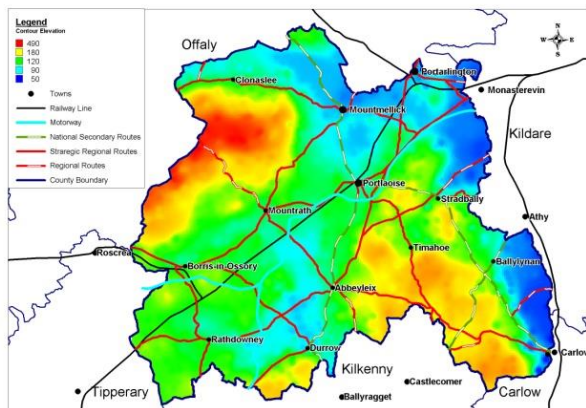 Legend
Contour Elevation
490
180
120
90
50
Towns
Railway Line
Motorway
National Secondary Routes
Straregic Regional Routes
Regional Routes
County Boundary
N
W E
S
Offaly
Clonaslee
Portarlington
Mountmellick
Monasterevin
Kildare
Portlaoise
Stradbally
Mountrath
Athy
Roscrea
Timahoe
Ballylynan
Borris-in-Ossory
Abbeyleix
Rathdowney
Durrow
Carlow
Kilkenny
Castlecomer
Tipperary
Ballyragget
Carlow